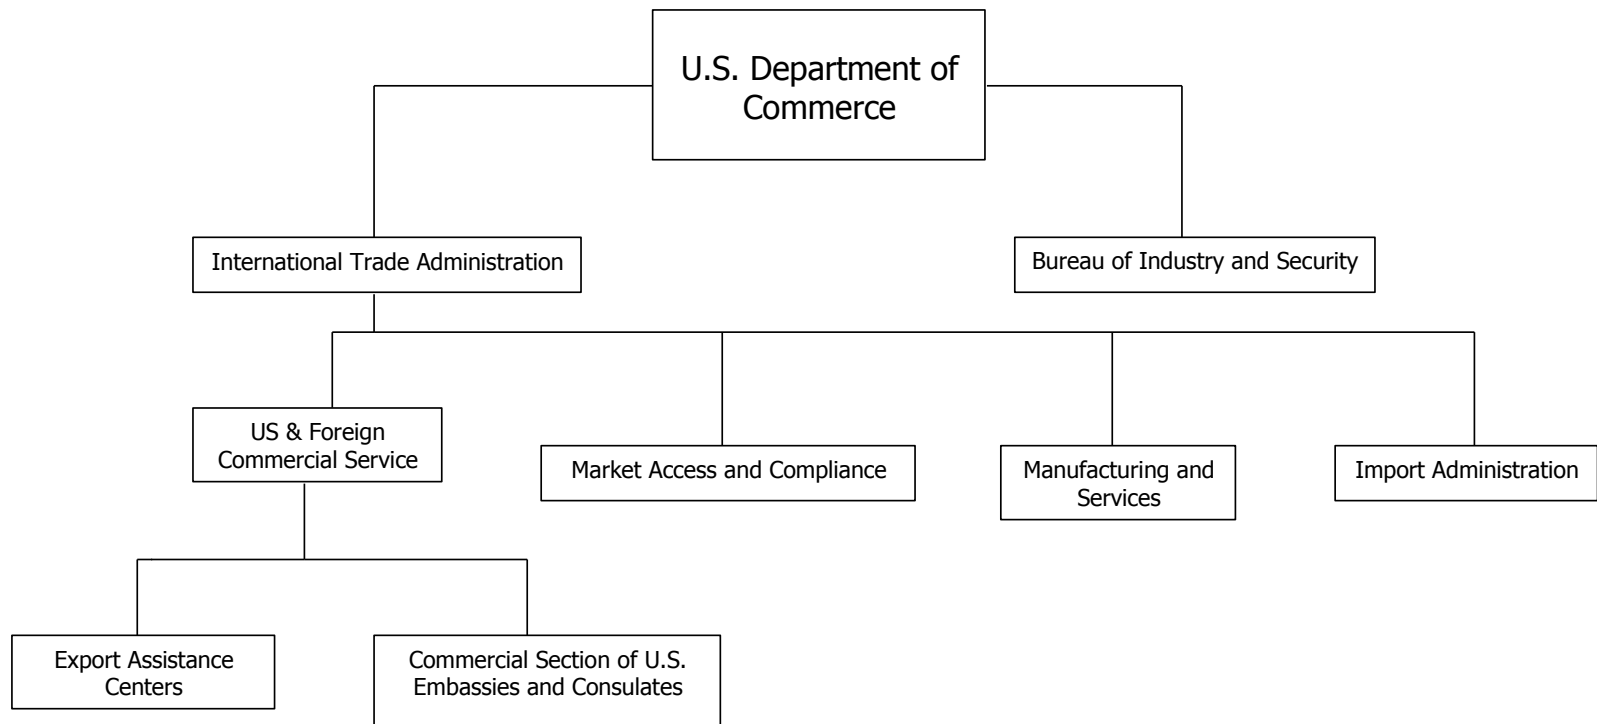 U.S. Department of
Commerce
International Trade Administration
Bureau of Industry and Security
US & Foreign
Commercial Service
Market Access and Compliance
Manufacturing and
Services
Import Administration
Export Assistance
Centers
Commercial Section of U.S.
Embassies and Consulates